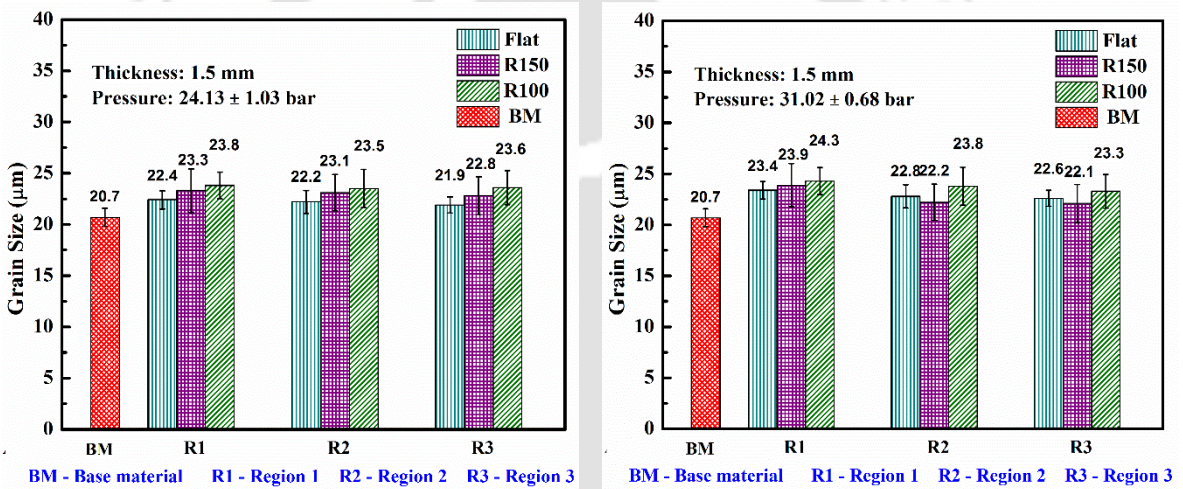 40
35
30
25
20
15
10
5
0
Grain Size (μm)
Thickness: 1.5 mm
Pressure: 24.13 ± 1.03 bar
Flat
R150
R100
BM
20.7
22.4
23.3
23.8
22.2
23.1
23.5
21.9
22.8
23.6
BM R1 R2 R3
BM - Base material R1 - Region 1 R2 - Region 2 R3 - Region 3
40
35
30
25
20
15
10
5
0
Grain Size (μm)
Thickness: 1.5 mm
Pressure: 31.02 ± 0.68 bar
Flat
R150
R100
BM
20.7
23.4
23.9
24.3
22.8
22.2
23.8
22.6
22.1
23.3
BM R1 R2 R3
BM - Base material R1 - Region 1 R2 - Region 2 R3 - Region 3